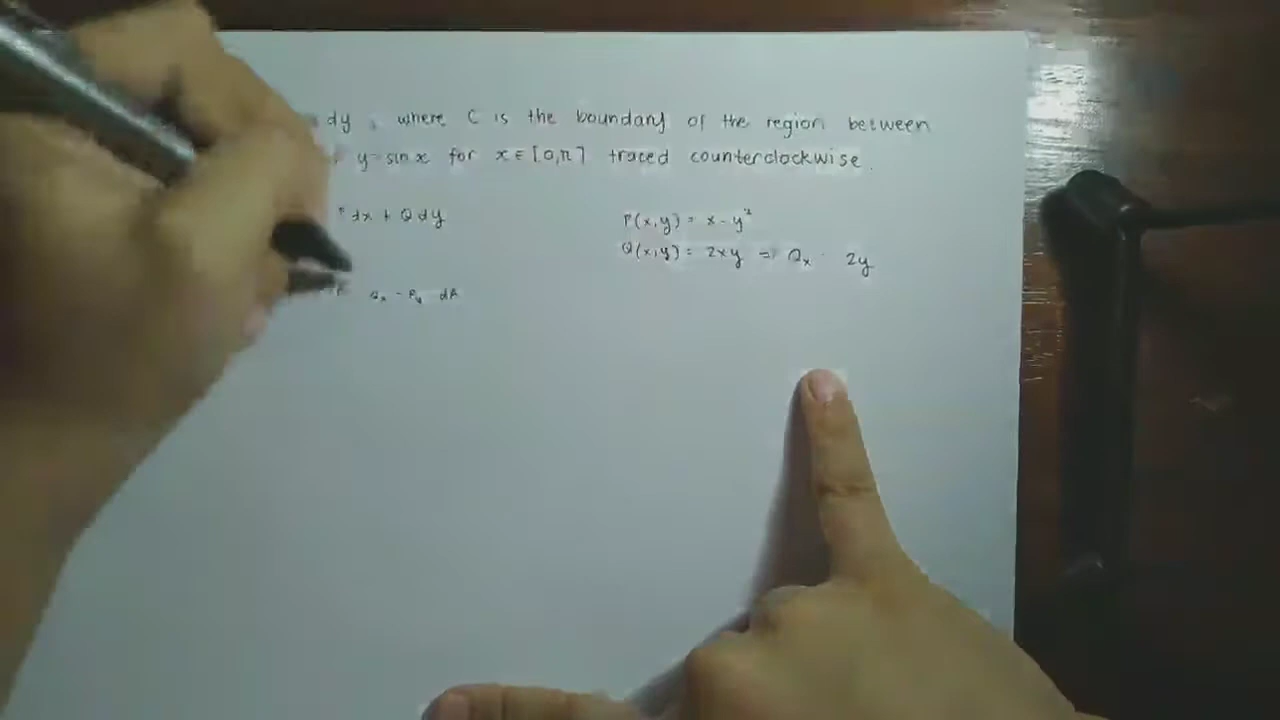 dy, where C is the boundary of the region between
y = sin x for x ∈ [0,π] traced counterclockwise.
P dx + Q dy
P(x,y) = x - y²
Q(x,y) = 2xy ⇒ Qx 2y
Qx - Py dA